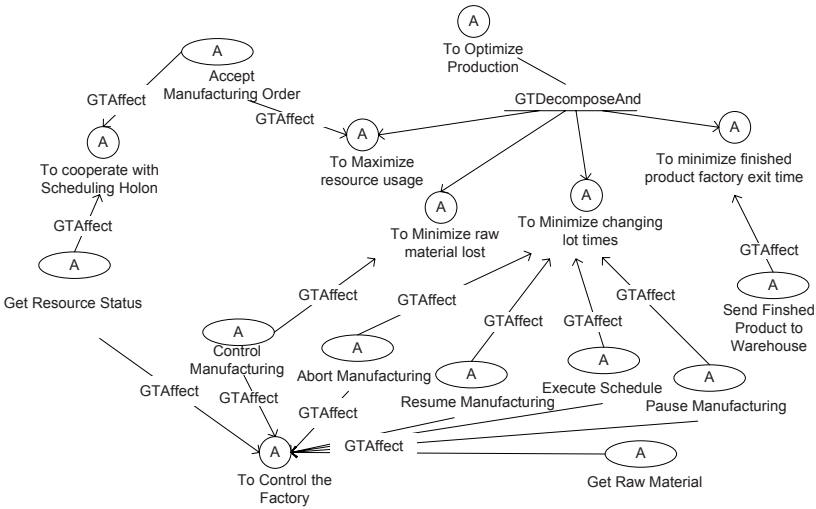 A
To Optimize
Production
A
Accept
Manufacturing Order
GTAffect
GTAffect
GTDecomposeAnd
A
To cooperate with
Scheduling Holon
A
To Maximize
resource usage
A
To minimize finished
product factory exit time
A
To Minimize raw
material lost
A
To Minimize changing
lot times
GTAffect
A
Get Resource Status
GTAffect
A
Send Finshed
Product to
Warehouse
GTAffect
GTAffect
GTAffect
GTAffect
GTAffect
A
Control
Manufacturing
A
Abort Manufacturing
A
Resume Manufacturing
A
Execute Schedule
A
Pause Manufacturing
GTAffect
GTAffect
GTAffect
GTAffect
A
To Control the
Factory
A
Get Raw Material